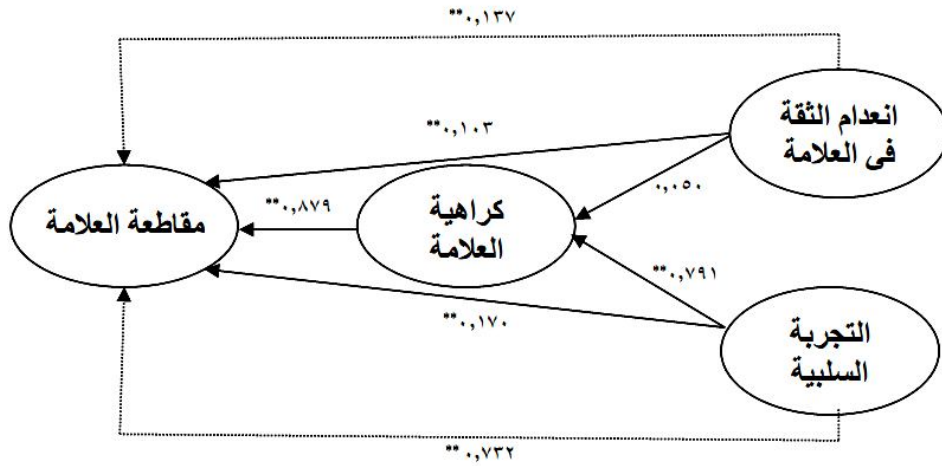 **٠,١٣٧
انعدام الثقة
فى العلامة
**٠,١٠٣
٠,٠٥٠
كراهية
العلامة
**٠,٨٧٩
مقاطعة العلامة
**٠,٧٩١
**٠,١٧٠
التجربة
السلبية
**٠,٧٣٢